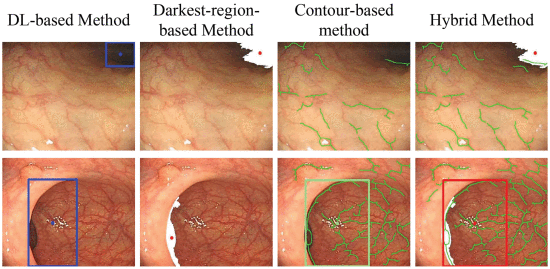 DL-based Method
Darkest-region-
based Method
Contour-based
method
Hybrid Method